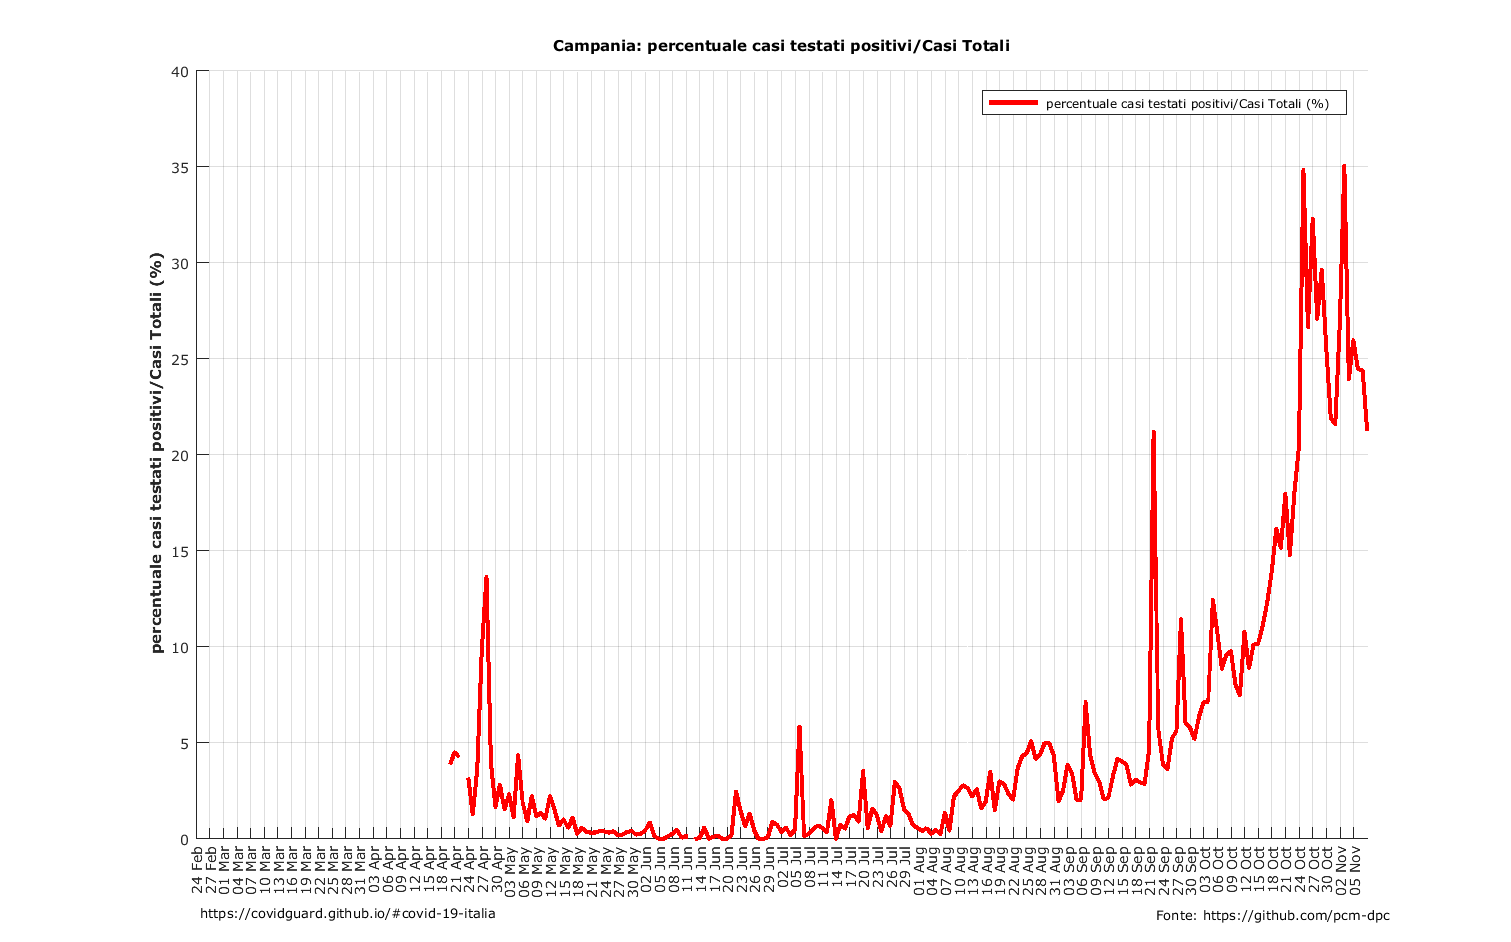 Campania: percentuale casi testati positivi/Casi Totali
percentuale casi testati positivi/Casi Totali (%)
percentuale casi testati positivi/Casi Totali (%)
40
35
30
25
20
15
10
5
0
24 Feb
27 Feb
01 Mar
04 Mar
07 Mar
10 Mar
13 Mar
16 Mar
19 Mar
22 Mar
25 Mar
28 Mar
31 Mar
03 Apr
06 Apr
09 Apr
12 Apr
15 Apr
18 Apr
21 Apr
24 Apr
27 Apr
30 Apr
03 May
06 May
09 May
12 May
15 May
18 May
21 May
24 May
27 May
30 May
02 Jun
05 Jun
08 Jun
11 Jun
14 Jun
17 Jun
20 Jun
23 Jun
26 Jun
29 Jun
02 Jul
05 Jul
08 Jul
11 Jul
14 Jul
17 Jul
20 Jul
23 Jul
26 Jul
29 Jul
01 Aug
04 Aug
07 Aug
10 Aug
13 Aug
16 Aug
19 Aug
22 Aug
25 Aug
28 Aug
31 Aug
03 Sep
06 Sep
09 Sep
12 Sep
15 Sep
18 Sep
21 Sep
24 Sep
27 Sep
30 Sep
03 Oct
06 Oct
09 Oct
12 Oct
15 Oct
18 Oct
21 Oct
24 Oct
27 Oct
30 Oct
02 Nov
05 Nov
https://covidguard.github.io/#covid-19-italia
Fonte: https://github.com/pcm-dpc